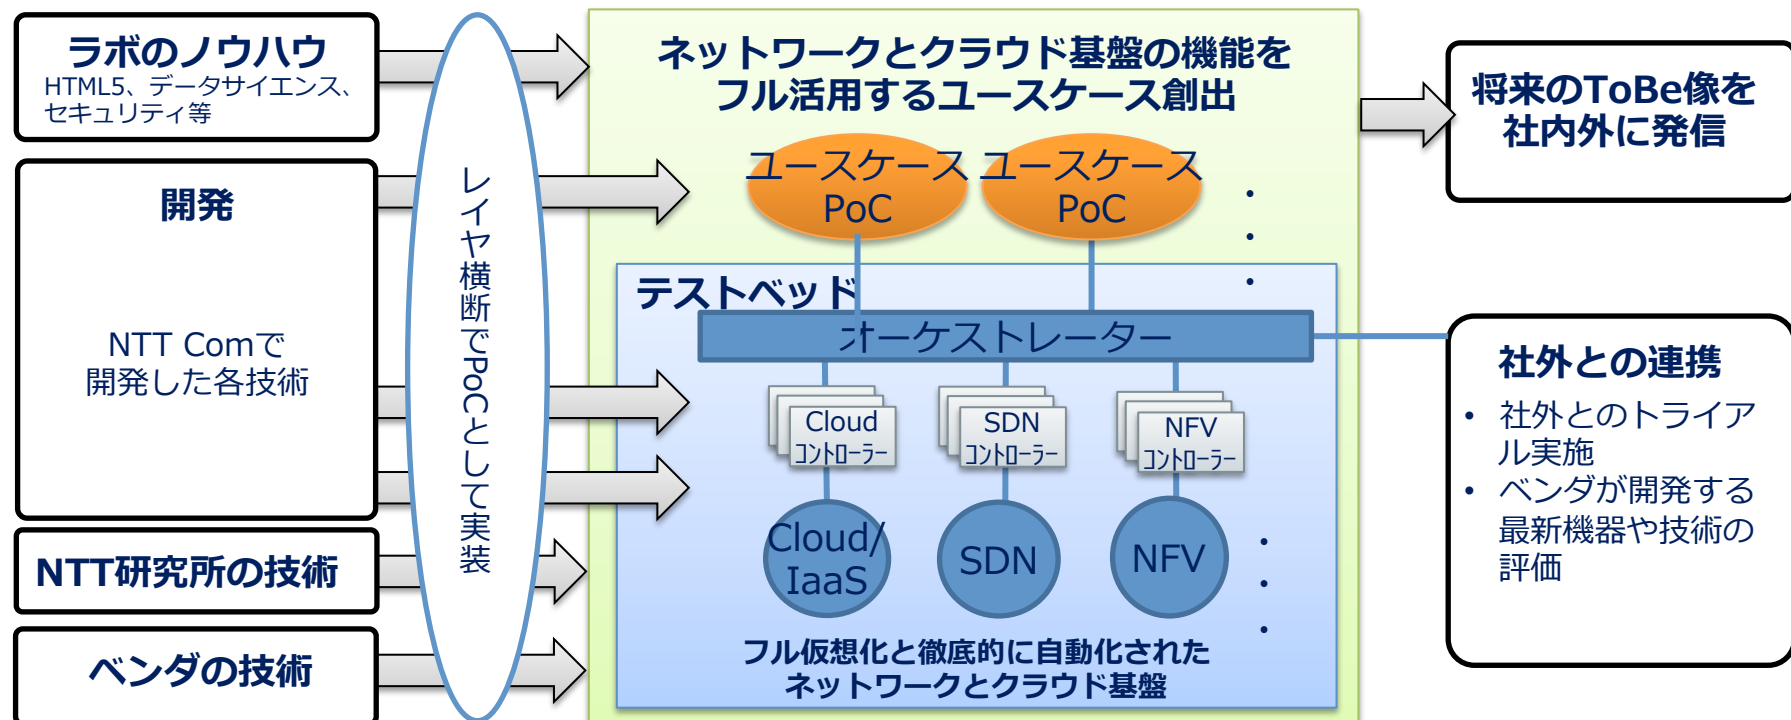 ラボのノウハウ
HTML5、データサイエンス、
セキュリティ等
開発
NTT Comで
開発した各技術
NTT研究所の技術
ベンダの技術
レイヤ横断でPoCとして実装
ネットワークとクラウド基盤の機能を
フル活用するユースケース創出
ユースケース
PoC
ユースケース
PoC
・
・
・
テストベッド
オーケストレーター
Cloud
コントローラー
SDN
コントローラー
NFV
コントローラー
Cloud/
IaaS
SDN
NFV
・
・
・
フル仮想化と徹底的に自動化された
ネットワークとクラウド基盤
将来のToBe像を
社内外に発信
社外との連携
• 社外とのトライア
ル実施
• ベンダが開発する
最新機器や技術の
評価